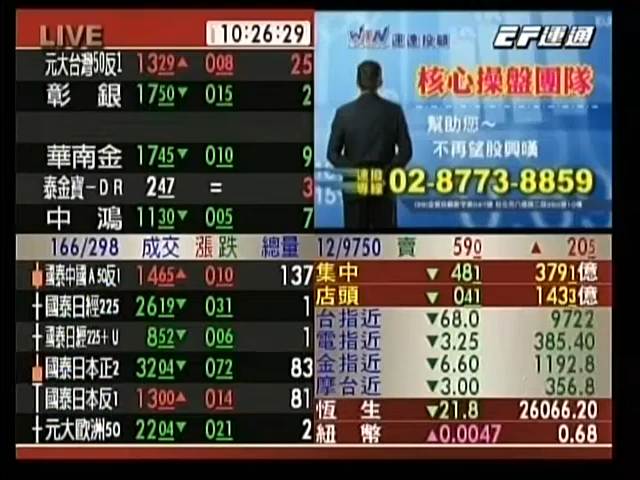 LIVE 10:26:29
元大台灣50反1 1329▲ 008 25
彰銀 1750▼ 015 2
華南金 1745▼ 010 9
泰金寶-DR 247 = 3
中鴻 1130▼ 005 7
WIN 運達投顧 EF運通
核心操盤團隊
幫助您~
不再望股興嘆
速撥專線 02-8773-8859
166/298 成交 漲跌 總量
國泰中國A50反1 1465▲ 010 137
國泰日經225 2619▼ 031 1
國泰日經225+U 852▼ 006 1
國泰日本正2 3204▼ 072 83
國泰日本反1 1300▲ 014 81
元大歐洲50 2204▼ 021 2
12/9750 賣 590 ▲ 205
集中 ▼ 481 3791億
店頭 ▼ 041 1433億
台指近 ▼68.0 9722
電指近 ▼3.25 385.40
金指近 ▼6.60 1192.8
摩台近 ▼3.00 356.8
恆生 ▼21.8 26066.20
紐幣 ▲0.0047 0.68